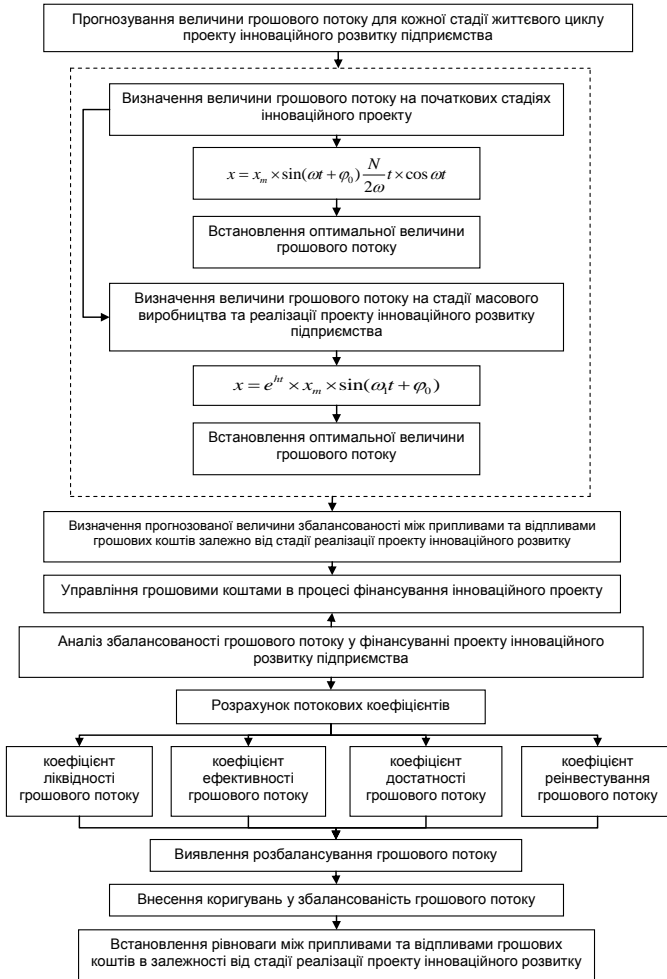 Прогнозування величини грошового потоку для кожної стадії життєвого циклу
проекту інноваційного розвитку підприємства
Визначення величини грошового потоку на початкових стадіях
інноваційного проекту
x = x_m × sin(ωt + φ_0) N/2ω t × cos ωt
Встановлення оптимальної величини
грошового потоку
Визначення величини грошового потоку на стадії масового
виробництва та реалізації проекту інноваційного розвитку
підприємства
x = e^{ht} × x_m × sin(ω_1t + φ_0)
Встановлення оптимальної величини
грошового потоку
Визначення прогнозованої величини збалансованості між припливами та відпливами
грошових коштів залежно від стадії реалізації проекту інноваційного розвитку
Управління грошовими коштами в процесі фінансування інноваційного проекту
Аналіз збалансованості грошового потоку у фінансуванні проекту інноваційного
розвитку підприємства
Розрахунок потокових коефіцієнтів
коефіцієнт
ліквідності
грошового потоку
коефіцієнт
ефективності
грошового потоку
коефіцієнт
достатності
грошового потоку
коефіцієнт
реінвестування
грошового потоку
Виявлення розбалансування грошового потоку
Внесення коригувань у збалансованість грошового потоку
Встановлення рівноваги між припливами та відпливами грошових
коштів в залежності від стадії реалізації проекту інноваційного розвитку